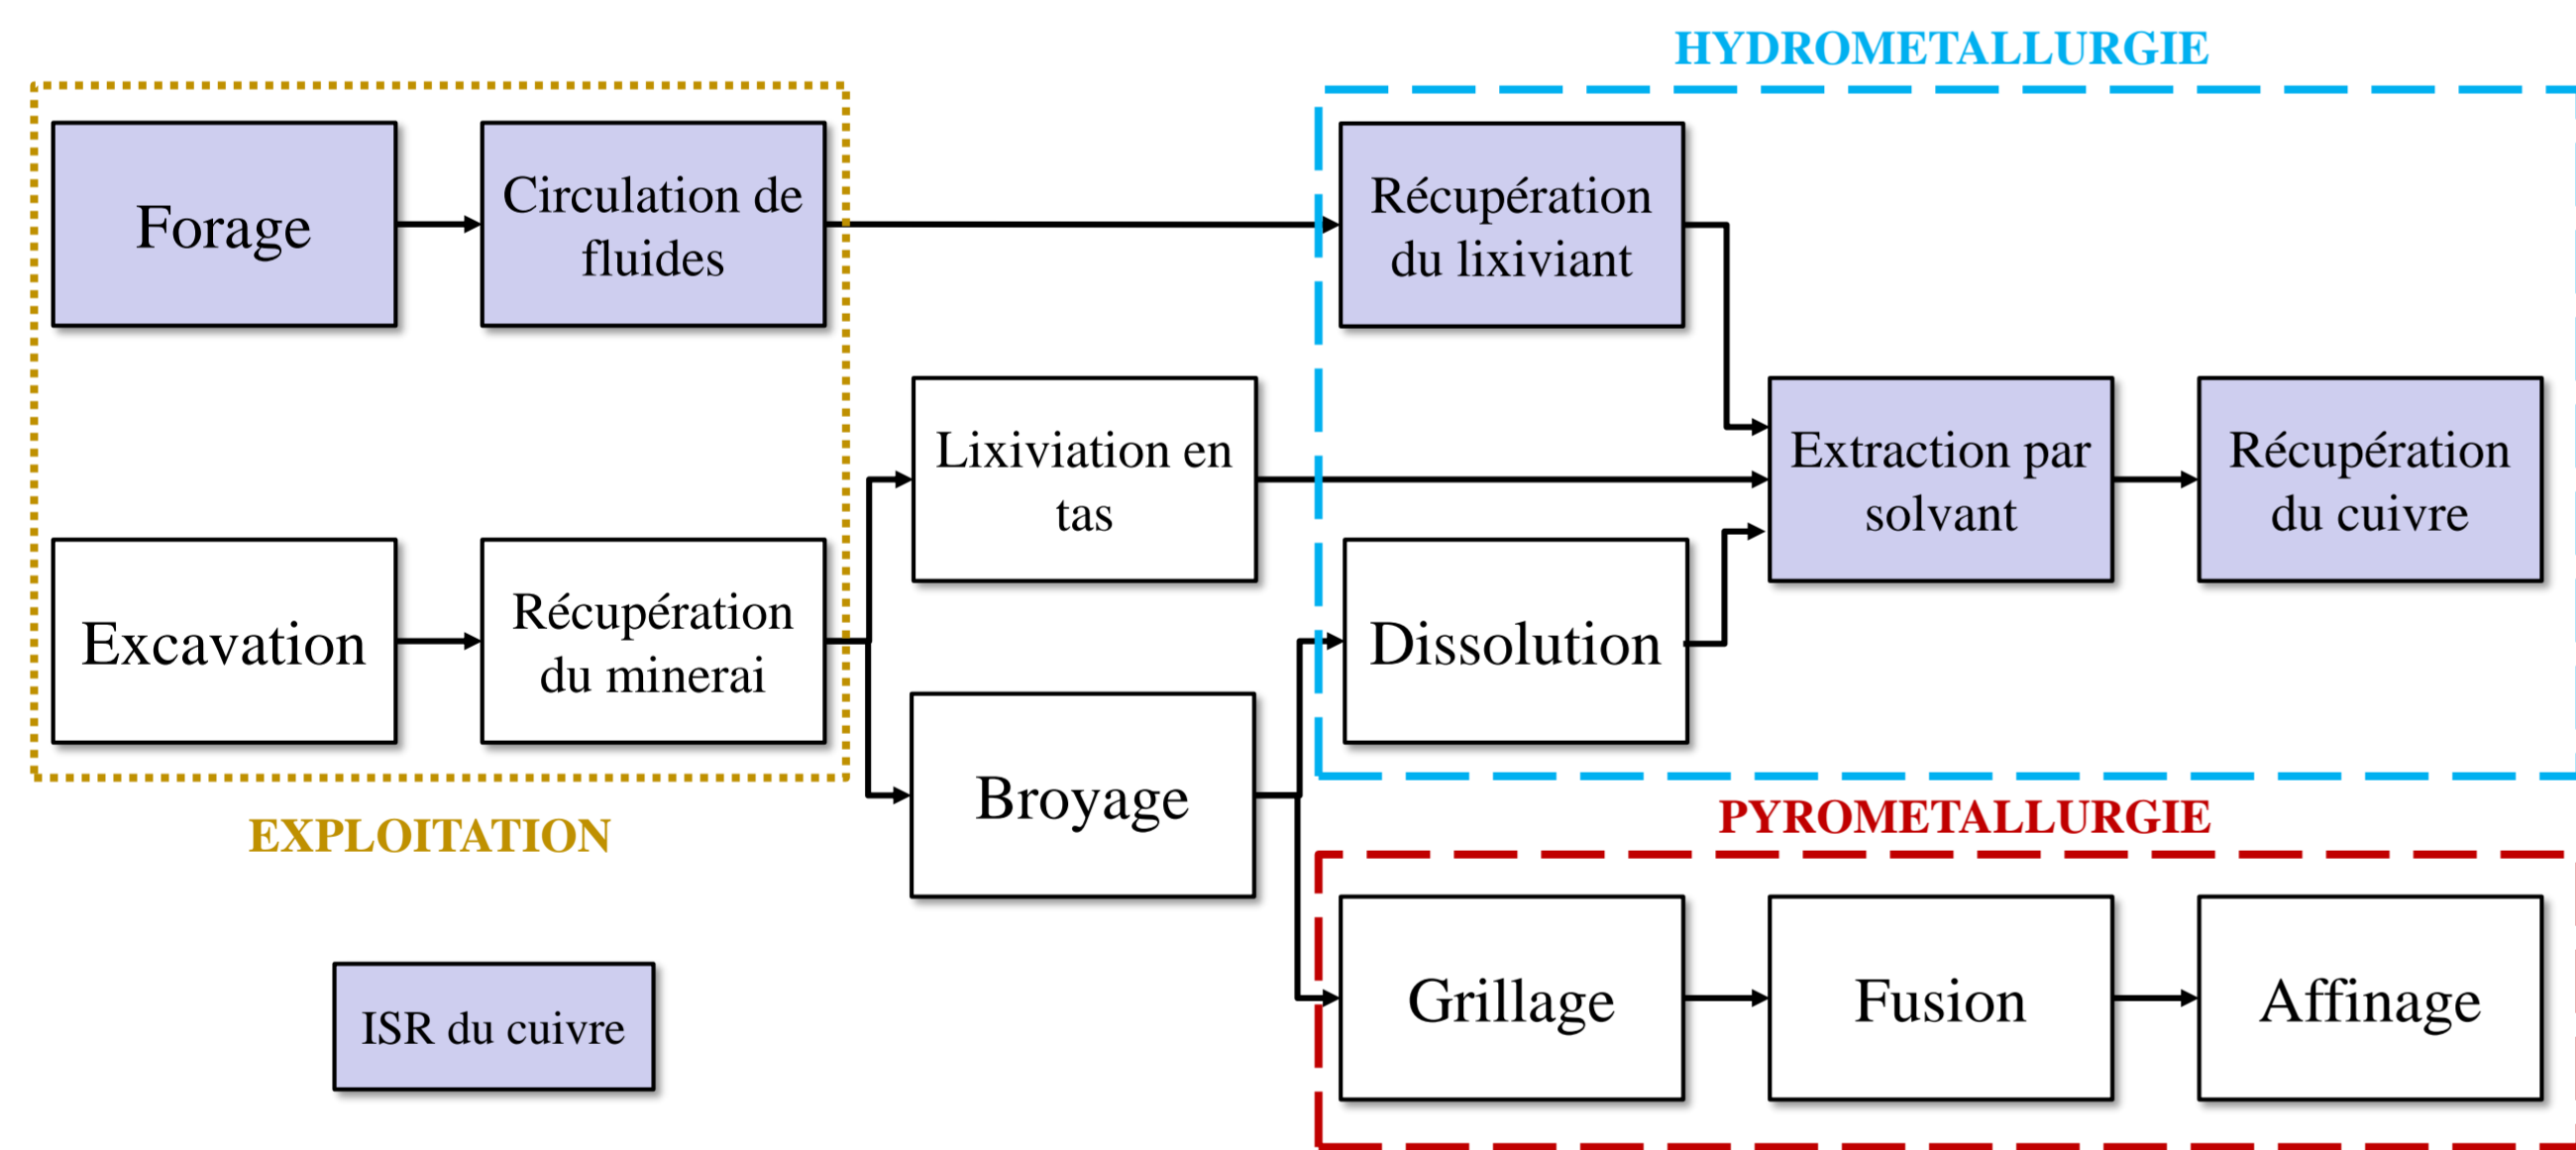 HYDROMETALLURGIE
Forage
Circulation de
fluides
Récupération
du lixiviant
Lixiviation en
tas
Extraction par
solvant
Récupération
du cuivre
Excavation
Récupération
du minerai
Dissolution
Broyage
EXPLOITATION
PYROMETALLURGIE
Grillage
Fusion
Affinage
ISR du cuivre